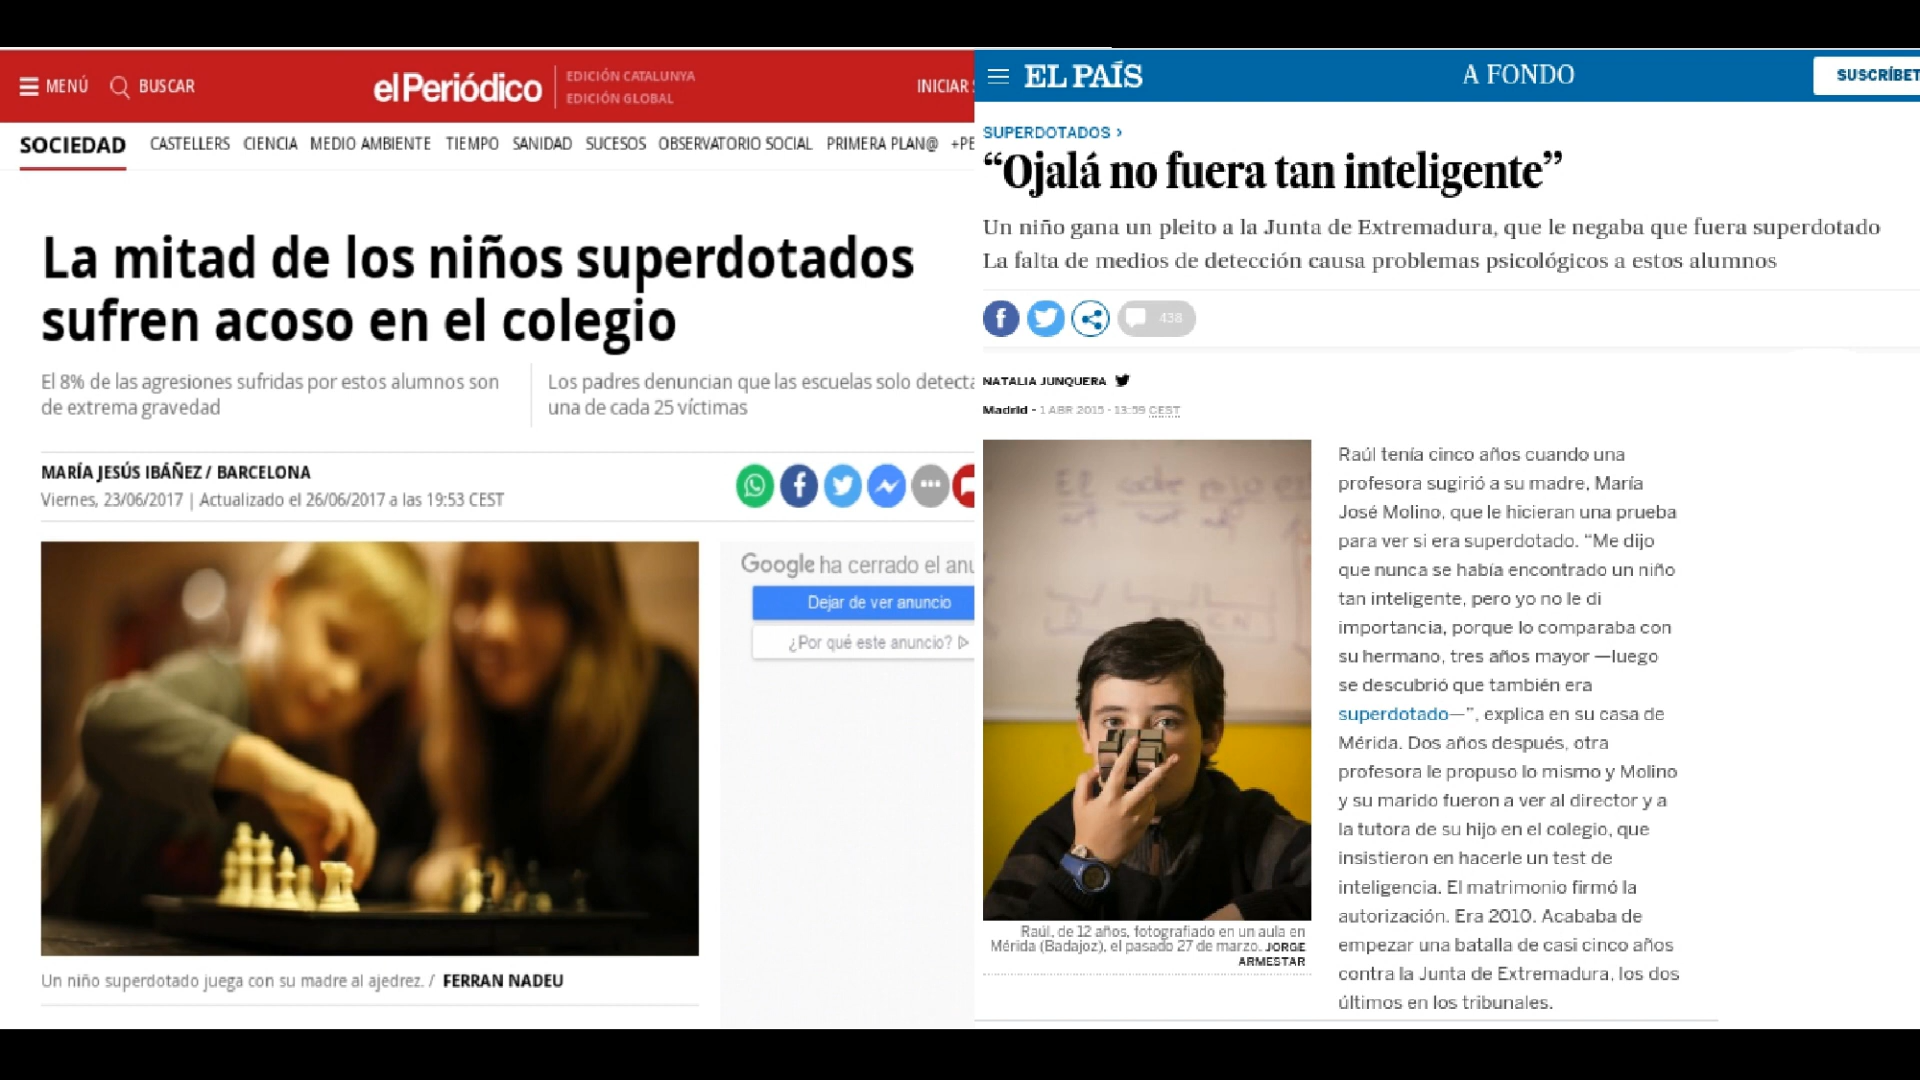 MENÚ BUSCAR elPeriódico EDICIÓN CATALUNYA
EDICIÓN GLOBAL
INICIAR
SOCIEDAD CASTELLERS CIENCIA MEDIO AMBIENTE TIEMPO SANIDAD SUCESOS OBSERVATORIO SOCIAL PRIMERA PLAN@ +PE
La mitad de los niños superdotados
sufren acoso en el colegio
El 8% de las agresiones sufridas por estos alumnos son
de extrema gravedad
Los padres denuncian que las escuelas solo detecta
una de cada 25 víctimas
MARÍA JESÚS IBÁÑEZ / BARCELONA
Viernes, 23/06/2017 | Actualizado el 26/06/2017 a las 19:53 CEST
Google ha cerrado el anu
Dejar de ver anuncio
¿Por qué este anuncio?
Un niño superdotado juega con su madre al ajedrez. / FERRAN NADEU
EL PAÍS A FONDO SUSCRÍBET
SUPERDOTADOS ›
“Ojalá no fuera tan inteligente”
Un niño gana un pleito a la Junta de Extremadura, que le negaba que fuera superdotado
La falta de medios de detección causa problemas psicológicos a estos alumnos
438
NATALIA JUNQUERA
Madrid - 1 ABR 2015 - 13:59 CEST
Raúl, de 12 años, fotografiado en un aula en
Mérida (Badajoz), el pasado 27 de marzo. JORGE
ARMESTAR
Raúl tenía cinco años cuando una
profesora sugirió a su madre, María
José Molino, que le hicieran una prueba
para ver si era superdotado. “Me dijo
que nunca se había encontrado un niño
tan inteligente, pero yo no le di
importancia, porque lo comparaba con
su hermano, tres años mayor —luego
se descubrió que también era
superdotado—”, explica en su casa de
Mérida. Dos años después, otra
profesora le propuso lo mismo y Molino
y su marido fueron a ver al director y a
la tutora de su hijo en el colegio, que
insistieron en hacerle un test de
inteligencia. El matrimonio firmó la
autorización. Era 2010. Acababa de
empezar una batalla de casi cinco años
contra la Junta de Extremadura, los dos
últimos en los tribunales.